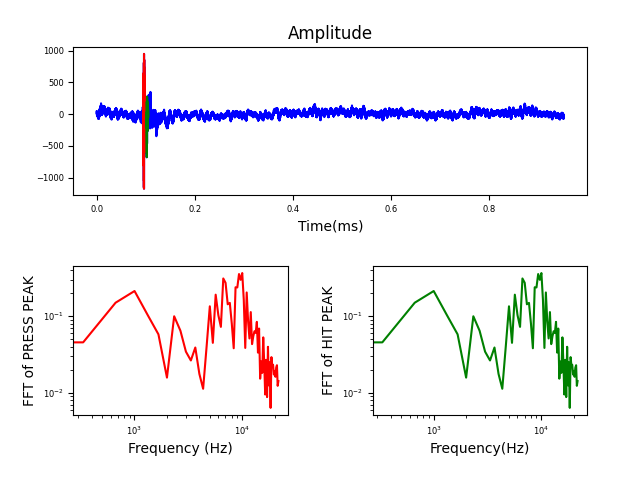 Amplitude
1000
500
0
−500
−1000
0.0 0.2 0.4 0.6 0.8
Time(ms)
FFT of PRESS PEAK
10⁻¹
10⁻²
10³ 10⁴
Frequency (Hz)
FFT of HIT PEAK
10⁻¹
10⁻²
10³ 10⁴
Frequency(Hz)